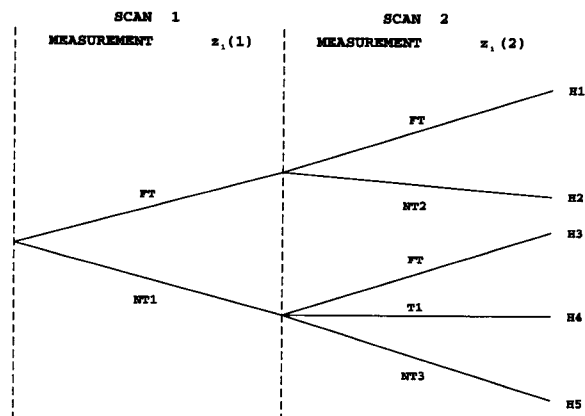 SCAN 1 SCAN 2
MEASUREMENT z₁(1) MEASUREMENT z₁(2)
H1
FT
FT
H2
NT2
H3
FT
NT1
T1
H4
NT3
H5